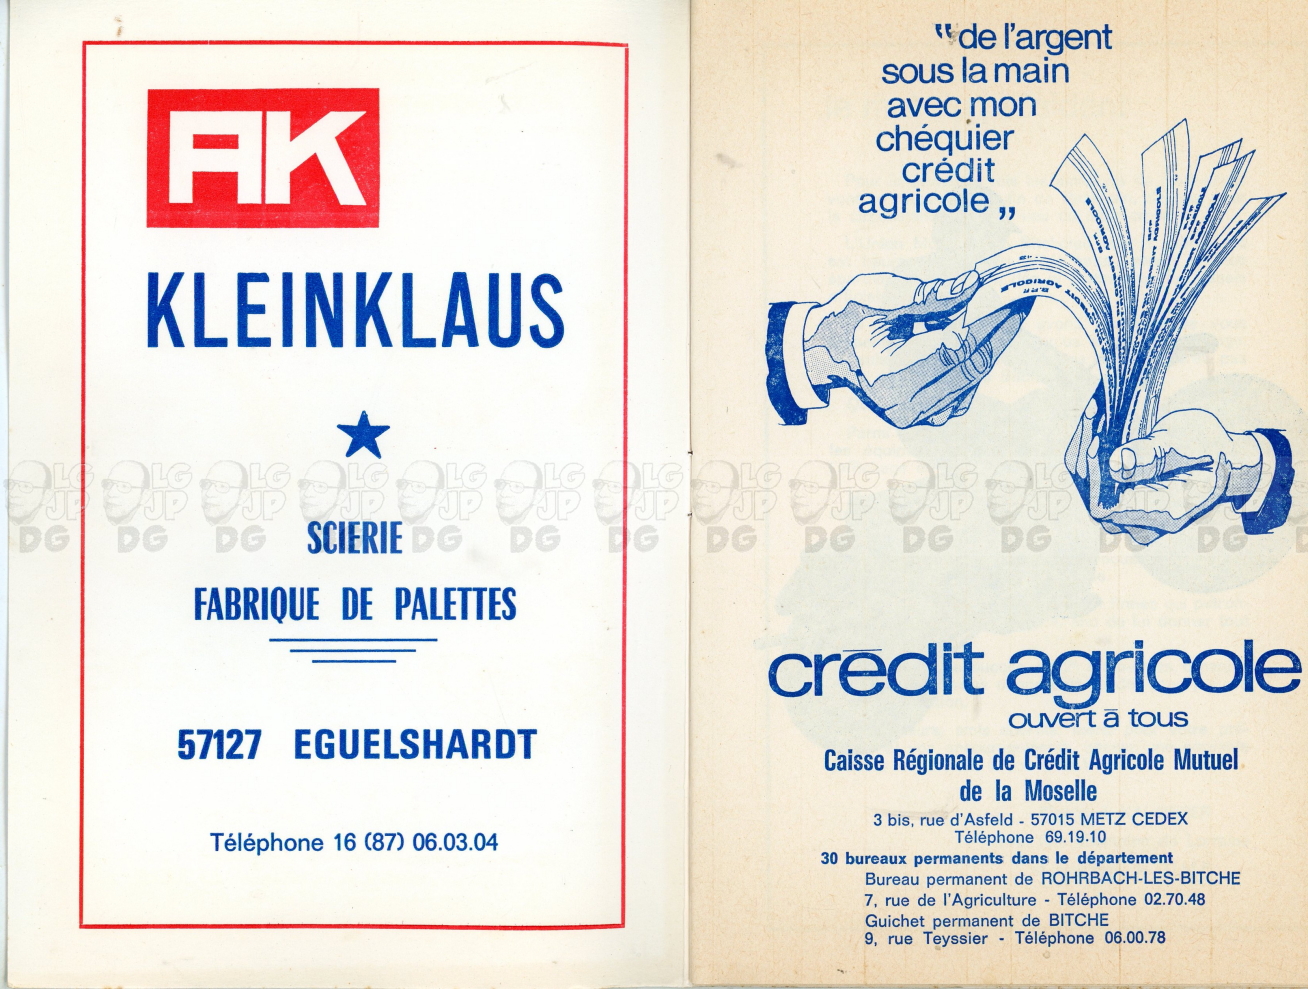 AK
KLEINKLAUS
SCIERIE
FABRIQUE DE PALETTES
57127 EGUELSHARDT
Téléphone 16 (87) 06.03.04
"de l'argent
sous la main
avec mon
chéquier
crédit
agricole„
crédit agricole
ouvert à tous
Caisse Régionale de Crédit Agricole Mutuel
de la Moselle
3 bis, rue d'Asfeld - 57015 METZ CEDEX
Téléphone 69.19.10
30 bureaux permanents dans le département
Bureau permanent de ROHRBACH-LES-BITCHE
7, rue de l'Agriculture - Téléphone 02.70.48
Guichet permanent de BITCHE
9, rue Teyssier - Téléphone 06.00.78
LG
JP
DG